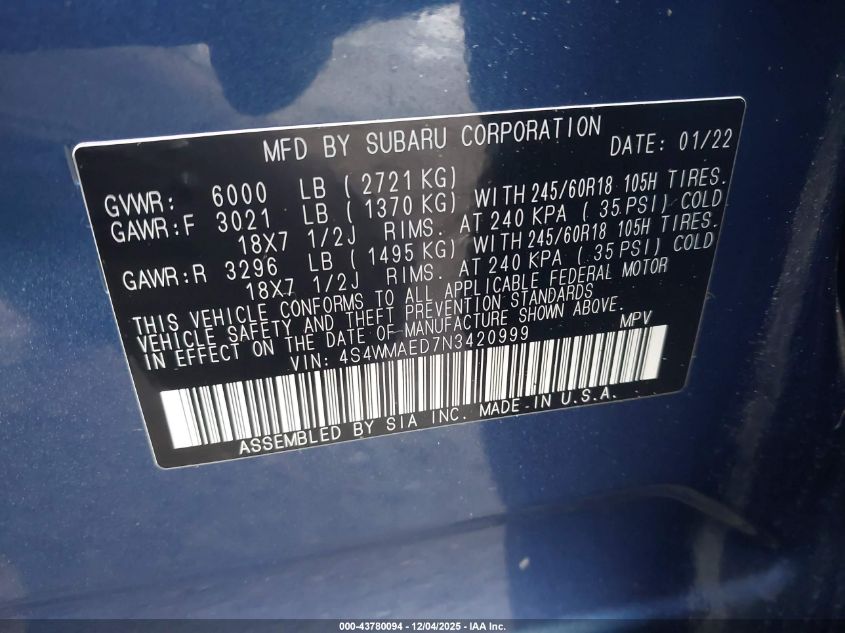 MFD BY SUBARU CORPORATION DATE: 01/22
GVWR: 6000 LB ( 2721 KG)
GAWR:F 3021 LB ( 1370 KG) WITH 245/60R18 105H TIRES.
18X7 1/2J RIMS. AT 240 KPA ( 35 PSI) COLD
GAWR:R 3296 LB ( 1495 KG) WITH 245/60R18 105H TIRES.
18X7 1/2J RIMS. AT 240 KPA ( 35 PSI) COLD
THIS VEHICLE CONFORMS TO ALL APPLICABLE FEDERAL MOTOR
VEHICLE SAFETY AND THEFT PREVENTION STANDARDS
IN EFFECT ON THE DATE OF MANUFACTURE SHOWN ABOVE.
VIN: 4S4WMAED7N3420999 MPV
ASSEMBLED BY SIA INC. MADE-IN U.S.A.
000-43780094 - 12/04/2025 - IAA Inc.